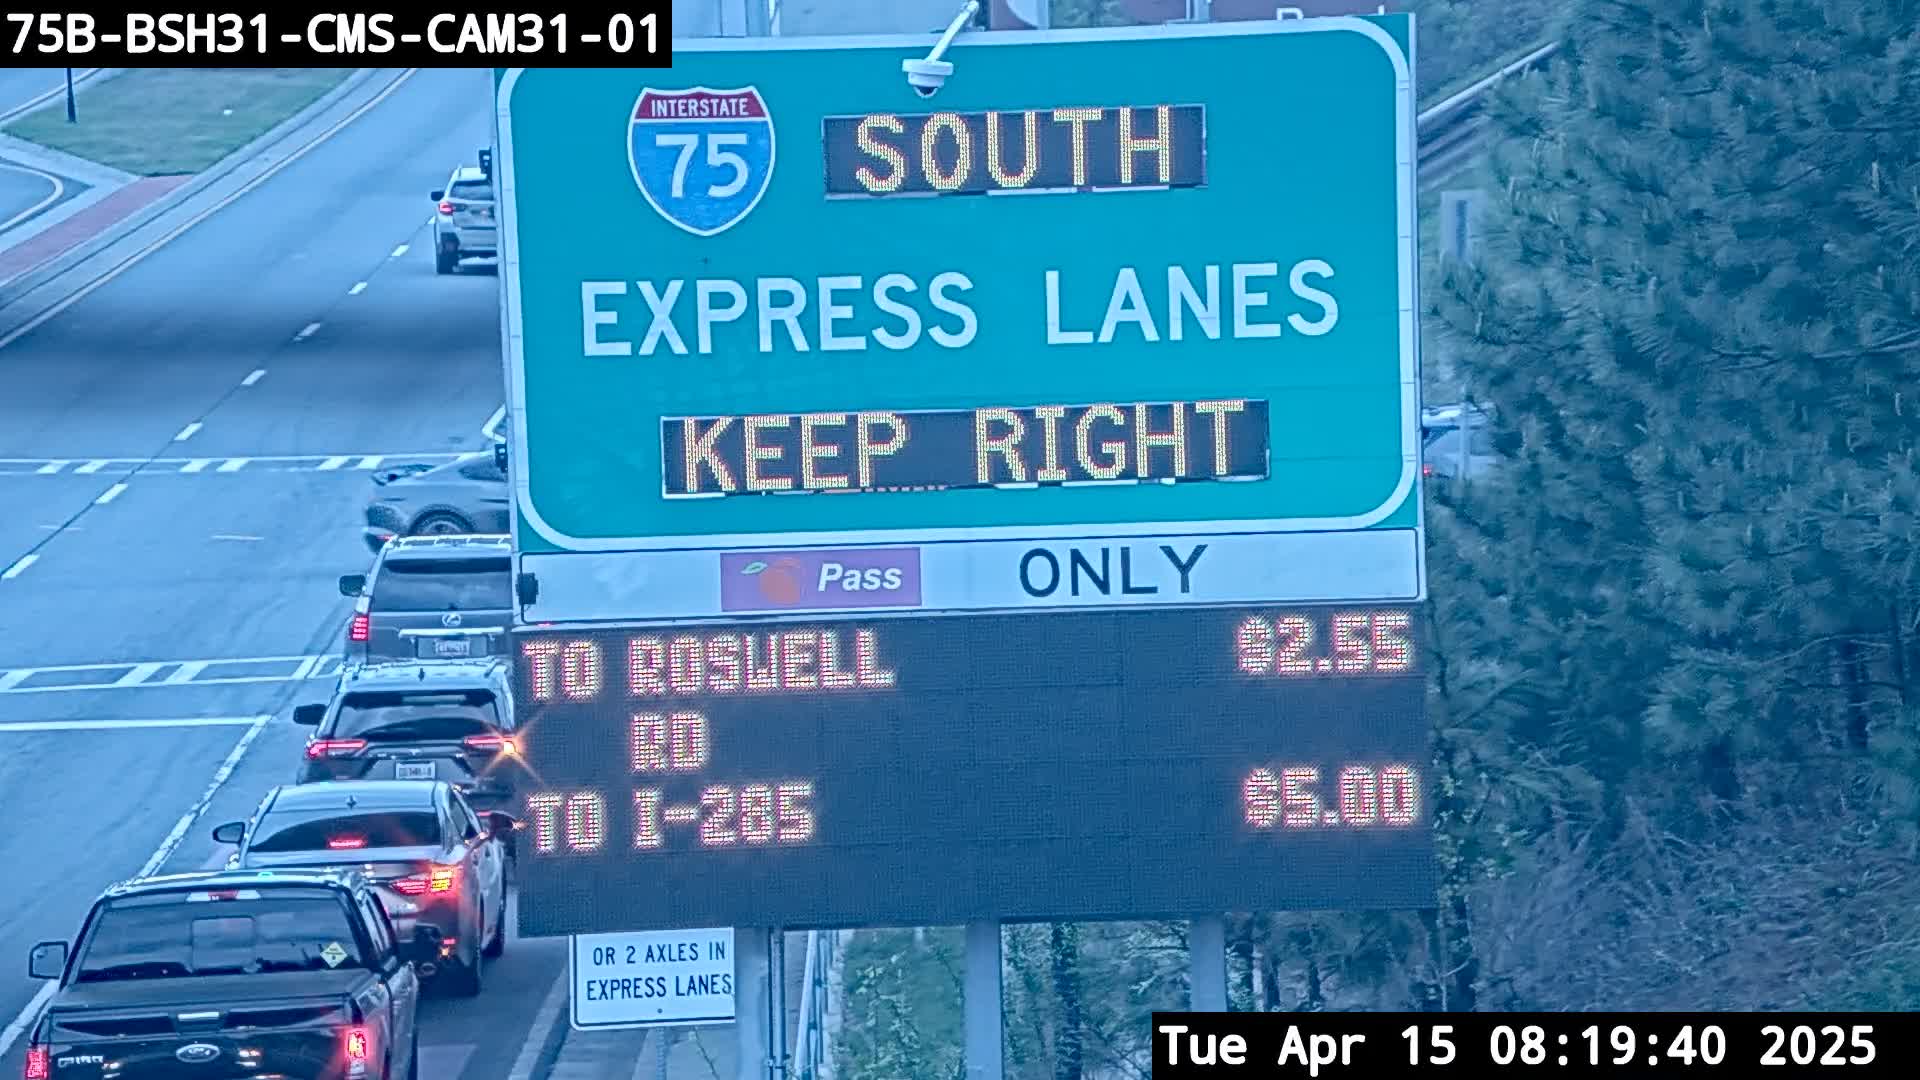 75B-BSH31-CMS-CAM31-01
INTERSTATE
75
SOUTH
EXPRESS LANES
KEEP RIGHT
Pass ONLY
TO ROSWELL $2.55
RD
TO I-285 $5.00
OR 2 AXLES IN
EXPRESS LANES
Tue Apr 15 08:19:40 2025